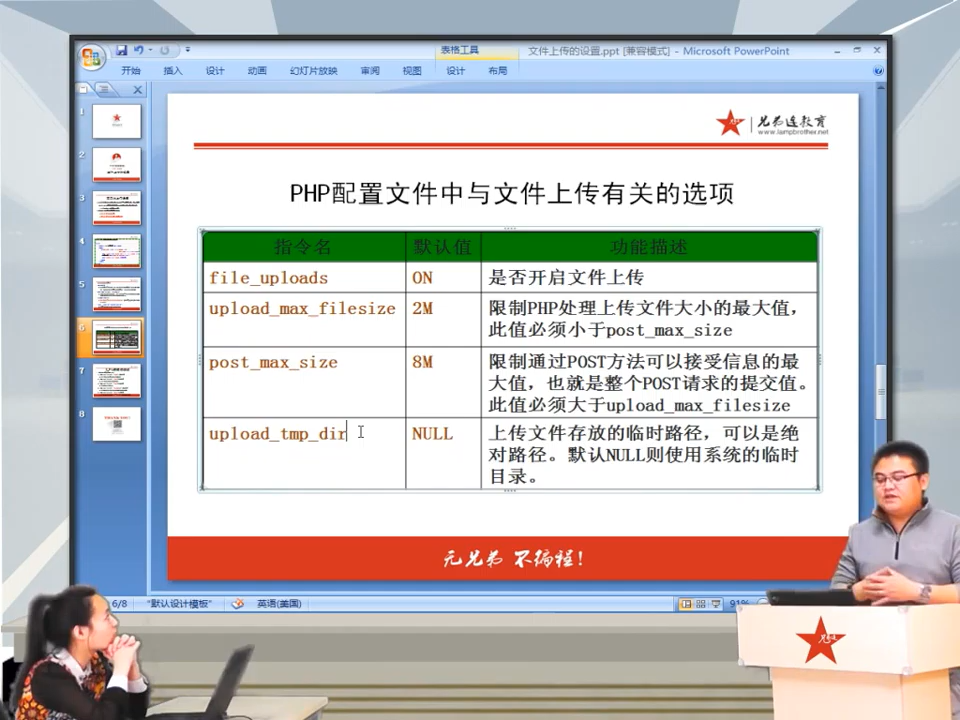 表格工具
文件上传的设置.ppt [兼容模式] - Microsoft PowerPoint
开始 插入 设计 动画 幻灯片放映 审阅 视图 设计 布局
1
2
3
4
5
6
7
8
兄弟连教育
www.lampbrother.net
PHP配置文件中与文件上传有关的选项
指令名 默认值 功能描述
file_uploads ON 是否开启文件上传
upload_max_filesize 2M 限制PHP处理上传文件大小的最大值，
此值必须小于post_max_size
post_max_size 8M 限制通过POST方法可以接受信息的最
大值，也就是整个POST请求的提交值。
此值必须大于upload_max_filesize
upload_tmp_dir NULL 上传文件存放的临时路径，可以是绝
对路径。默认NULL则使用系统的临时
目录。
无兄弟 不编程！
6/8 "默认设计模板" 英语(美国) 91%